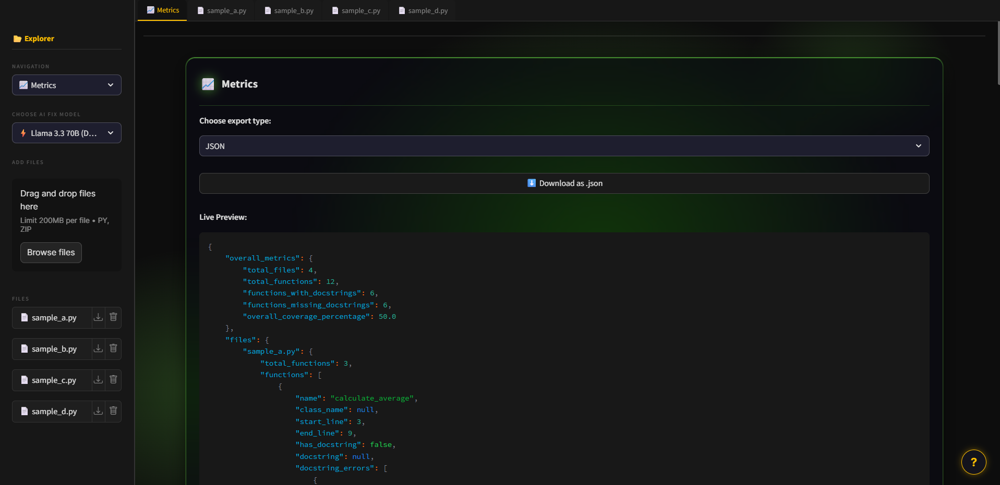 Explorer
NAVIGATION
Metrics
CHOOSE AI FIX MODEL
Llama 3.3 70B (D...
ADD FILES
Drag and drop files
here
Limit 200MB per file • PY,
ZIP
Browse files
FILES
sample_a.py
sample_b.py
sample_c.py
sample_d.py
Metrics
sample_a.py
sample_b.py
sample_c.py
sample_d.py
Metrics
Choose export type:
JSON
Download as .json
Live Preview:
{
    "overall_metrics": {
        "total_files": 4,
        "total_functions": 12,
        "functions_with_docstrings": 6,
        "functions_missing_docstrings": 6,
        "overall_coverage_percentage": 50.0
    },
    "files": {
        "sample_a.py": {
            "total_functions": 3,
            "functions": [
                {
                    "name": "calculate_average",
                    "class_name": null,
                    "start_line": 3,
                    "end_line": 9,
                    "has_docstring": false,
                    "docstring": null,
                    "docstring_errors": [
                        {
?